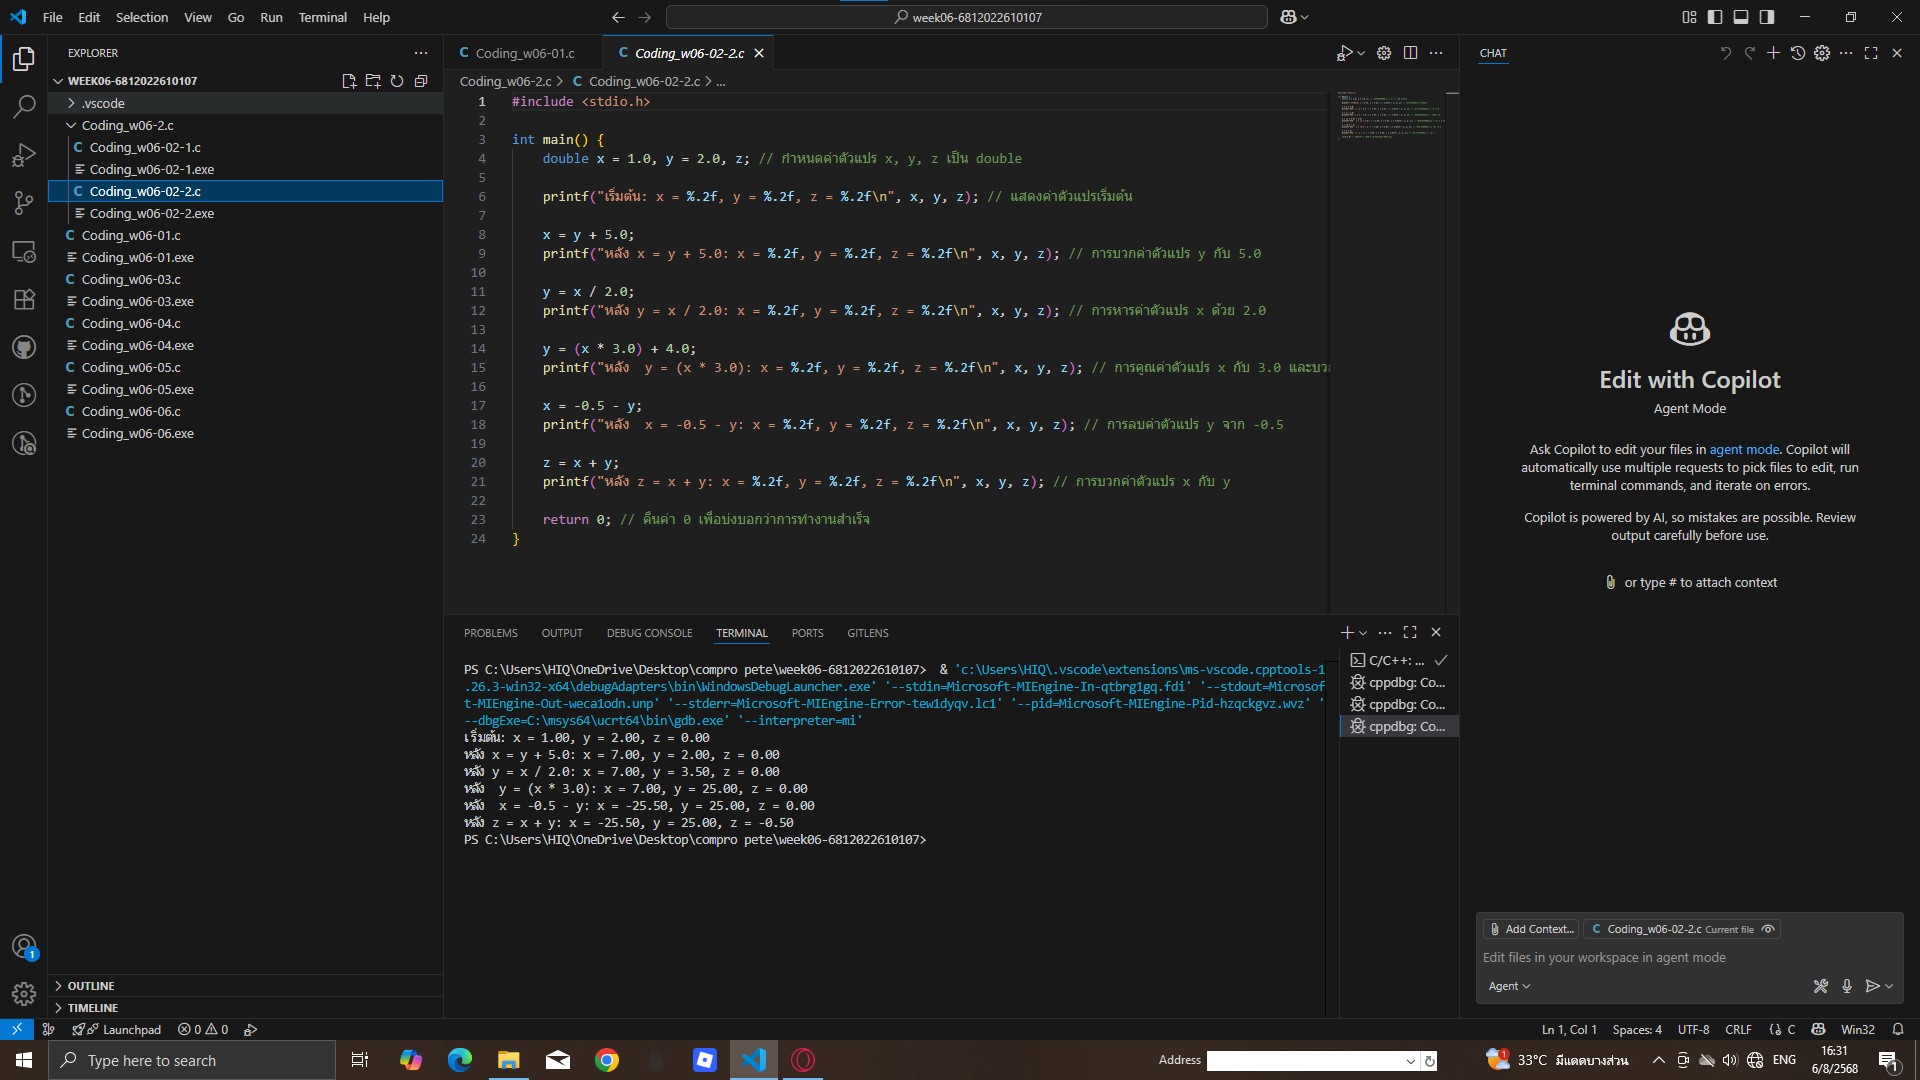 File Edit Selection View Go Run Terminal Help
week06-6812022610107
EXPLORER
WEEK06-6812022610107
.vscode
Coding_w06-2.c
C Coding_w06-02-1.c
Coding_w06-02-1.exe
C Coding_w06-02-2.c
Coding_w06-02-2.exe
C Coding_w06-01.c
Coding_w06-01.exe
C Coding_w06-03.c
Coding_w06-03.exe
C Coding_w06-04.c
Coding_w06-04.exe
C Coding_w06-05.c
Coding_w06-05.exe
C Coding_w06-06.c
Coding_w06-06.exe
OUTLINE
TIMELINE
C Coding_w06-01.c C Coding_w06-02-2.c
Coding_w06-2.c > C Coding_w06-02-2.c > ...
1 #include <stdio.h>
2
3 int main() {
4 double x = 1.0, y = 2.0, z; // กำหนดค่าตัวแปร x, y, z เป็น double
5
6 printf("เริ่มต้น: x = %.2f, y = %.2f, z = %.2f\n", x, y, z); // แสดงค่าตัวแปรเริ่มต้น
7
8 x = y + 5.0;
9 printf("หลัง x = y + 5.0: x = %.2f, y = %.2f, z = %.2f\n", x, y, z); // การบวกค่าตัวแปร y กับ 5.0
10
11 y = x / 2.0;
12 printf("หลัง y = x / 2.0: x = %.2f, y = %.2f, z = %.2f\n", x, y, z); // การหารค่าตัวแปร x ด้วย 2.0
13
14 y = (x * 3.0) + 4.0;
15 printf("หลัง  y = (x * 3.0): x = %.2f, y = %.2f, z = %.2f\n", x, y, z); // การคูณค่าตัวแปร x กับ 3.0 และบวก
16
17 x = -0.5 - y;
18 printf("หลัง  x = -0.5 - y: x = %.2f, y = %.2f, z = %.2f\n", x, y, z); // การลบค่าตัวแปร y จาก -0.5
19
20 z = x + y;
21 printf("หลัง z = x + y: x = %.2f, y = %.2f, z = %.2f\n", x, y, z); // การบวกค่าตัวแปร x กับ y
22
23 return 0; // คืนค่า 0 เพื่อบ่งบอกว่าการทำงานสำเร็จ
24 }
PROBLEMS OUTPUT DEBUG CONSOLE TERMINAL PORTS GITLENS
PS C:\Users\HIQ\OneDrive\Desktop\compro pete\week06-6812022610107>  & 'c:\Users\HIQ\.vscode\extensions\ms-vscode.cpptools-1
.26.3-win32-x64\debugAdapters\bin\WindowsDebugLauncher.exe' '--stdin=Microsoft-MIEngine-In-qtbrg1gq.fdi' '--stdout=Microsof
t-MIEngine-Out-weca1odn.unp' '--stderr=Microsoft-MIEngine-Error-tew1dyqv.lc1' '--pid=Microsoft-MIEngine-Pid-hzqckgvz.wvz' '
--dbgExe=C:\msys64\ucrt64\bin\gdb.exe' '--interpreter=mi'
เริ่มต้น: x = 1.00, y = 2.00, z = 0.00
หลัง x = y + 5.0: x = 7.00, y = 2.00, z = 0.00
หลัง y = x / 2.0: x = 7.00, y = 3.50, z = 0.00
หลัง  y = (x * 3.0): x = 7.00, y = 25.00, z = 0.00
หลัง  x = -0.5 - y: x = -25.50, y = 25.00, z = 0.00
หลัง z = x + y: x = -25.50, y = 25.00, z = -0.50
PS C:\Users\HIQ\OneDrive\Desktop\compro pete\week06-6812022610107>
C/C++: ...
cppdbg: Co...
cppdbg: Co...
cppdbg: Co...
CHAT
Edit with Copilot
Agent Mode
Ask Copilot to edit your files in agent mode. Copilot will
automatically use multiple requests to pick files to edit, run
terminal commands, and iterate on errors.
Copilot is powered by AI, so mistakes are possible. Review
output carefully before use.
or type # to attach context
Add Context... C Coding_w06-02-2.c Current file
Edit files in your workspace in agent mode
Agent
Launchpad 0 0 Ln 1, Col 1 Spaces: 4 UTF-8 CRLF {} C Win32
1
Type here to search
Address
1 33°C มีแดดบางส่วน ENG
16:31
6/8/2568
1